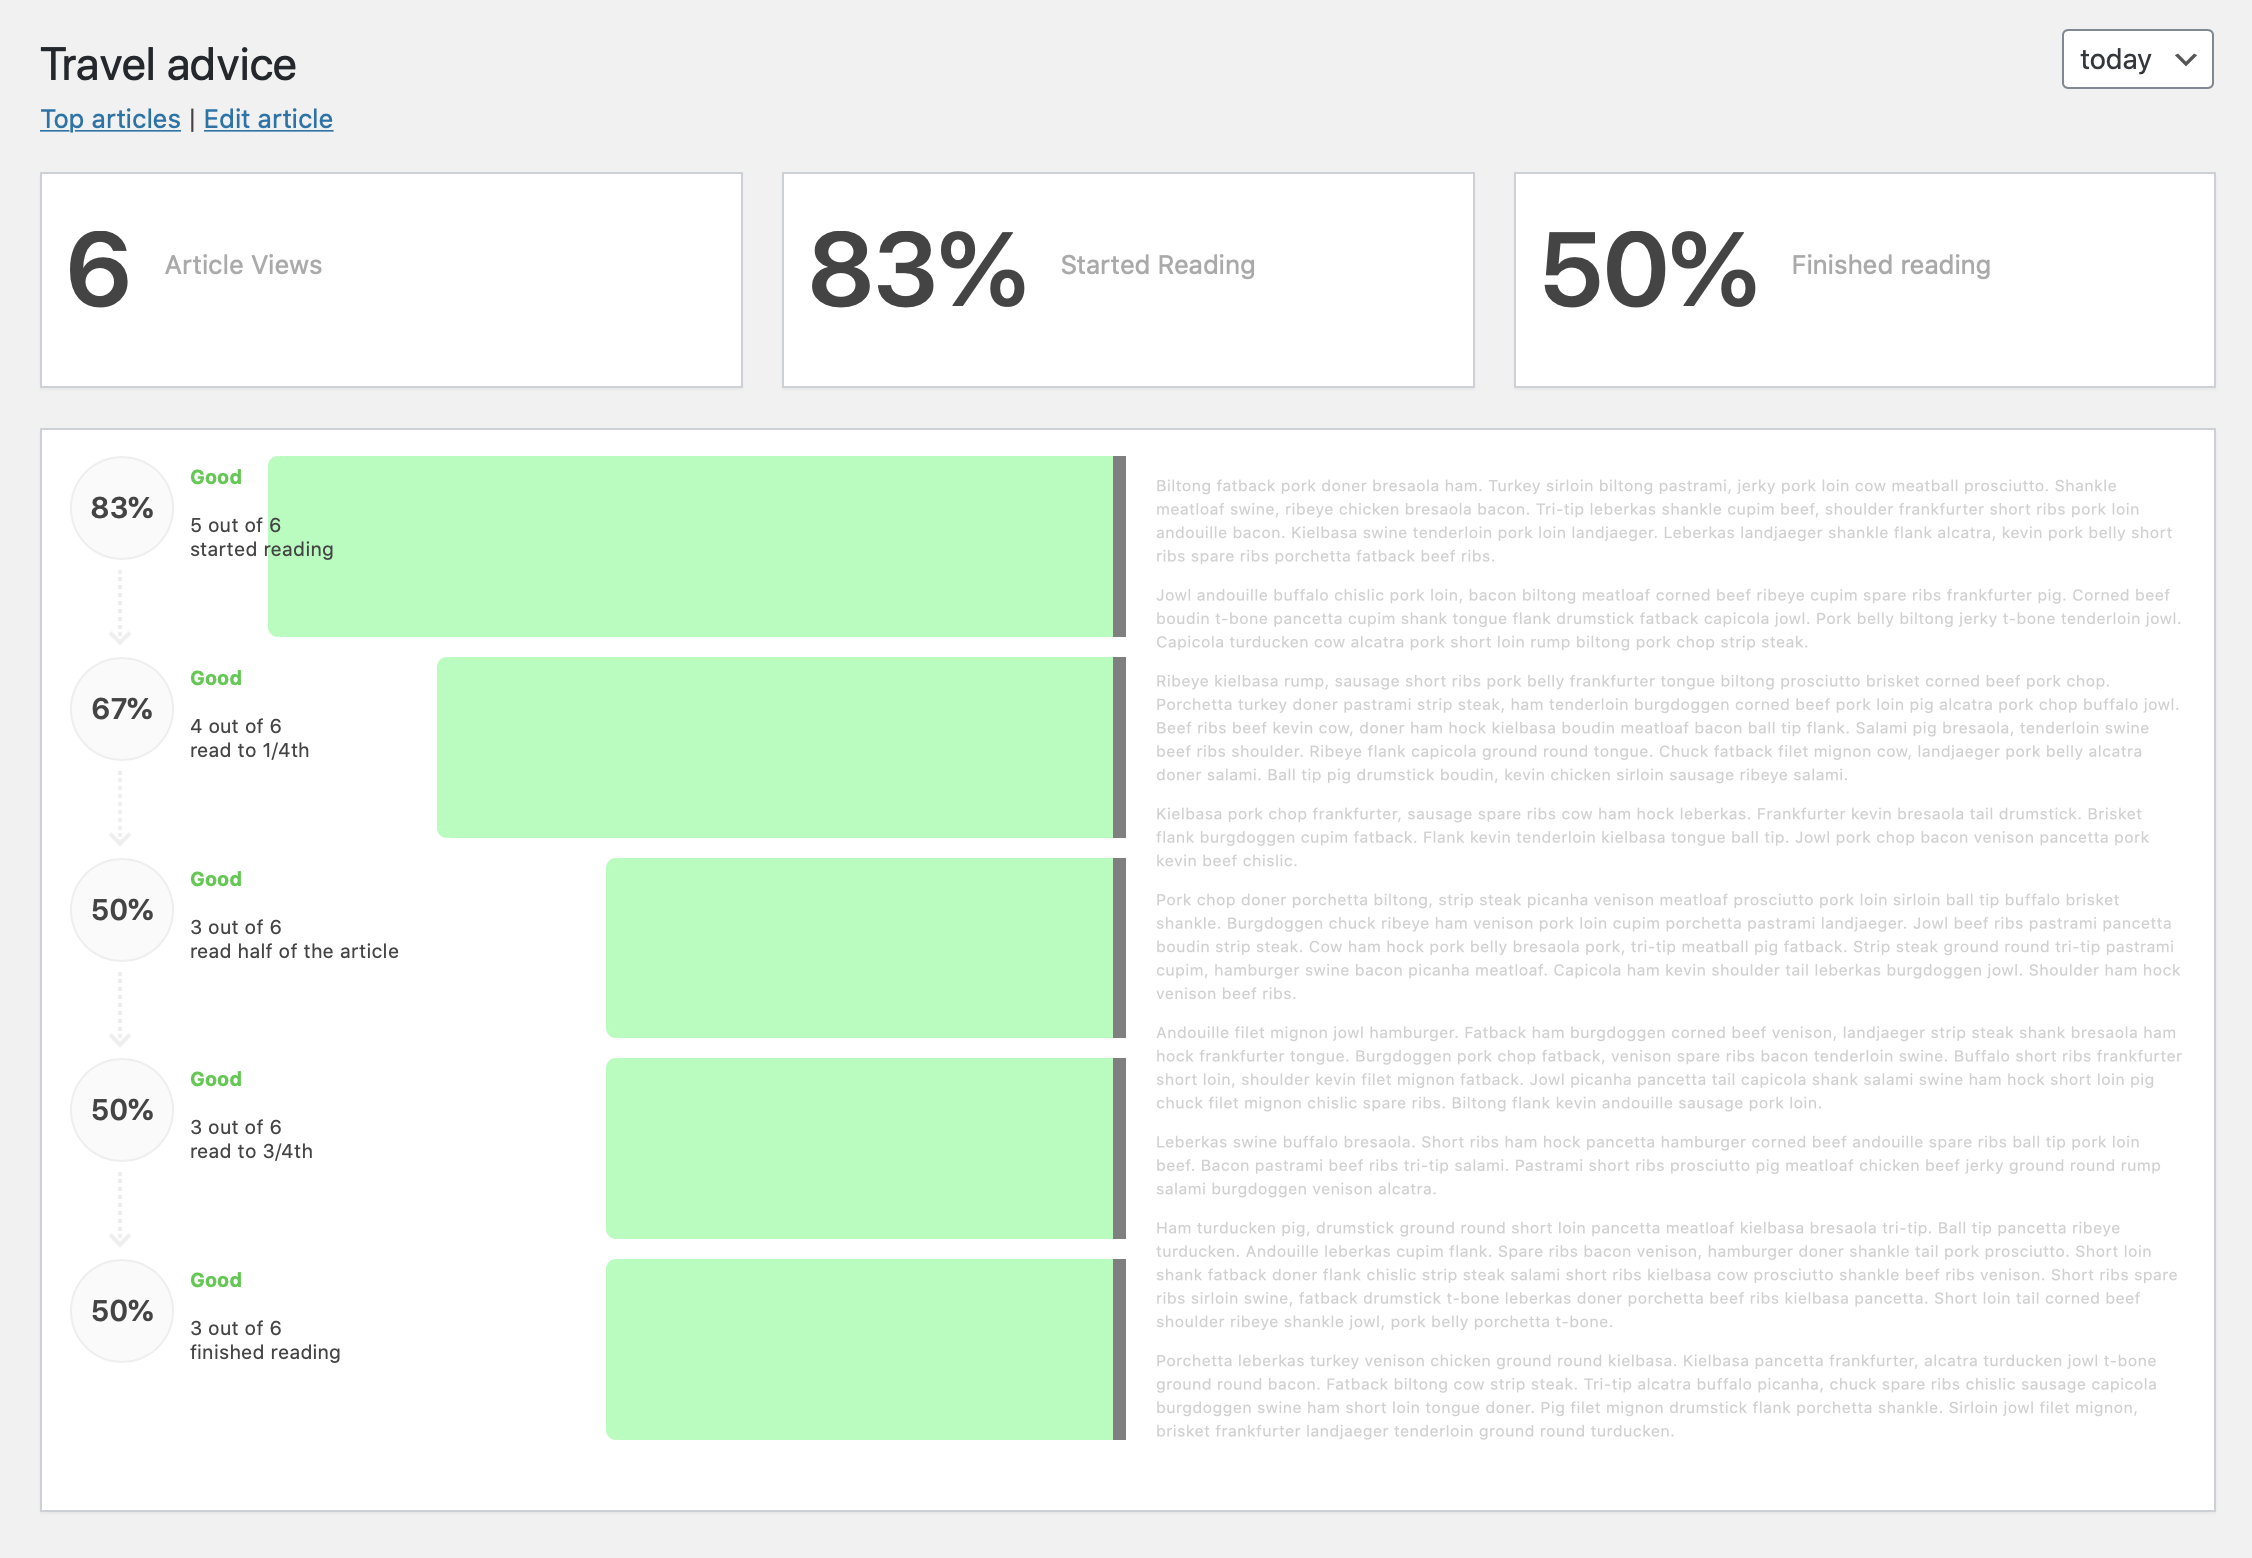 Travel advice
today
Top articles | Edit article
6 Article Views
83% Started Reading
50% Finished reading
83%
Good
5 out of 6
started reading
67%
Good
4 out of 6
read to 1/4th
50%
Good
3 out of 6
read half of the article
50%
Good
3 out of 6
read to 3/4th
50%
Good
3 out of 6
finished reading
Biltong fatback pork doner bresaola ham. Turkey sirloin biltong pastrami, jerky pork loin cow meatball prosciutto. Shankle
meatloaf swine, ribeye chicken bresaola bacon. Tri-tip leberkas shankle cupim beef, shoulder frankfurter short ribs pork loin
andouille bacon. Kielbasa swine tenderloin pork loin landjaeger. Leberkas landjaeger shankle flank alcatra, kevin pork belly short
ribs spare ribs porchetta fatback beef ribs.
Jowl andouille buffalo chislic pork loin, bacon biltong meatloaf corned beef ribeye cupim spare ribs frankfurter pig. Corned beef
boudin t-bone pancetta cupim shank tongue flank drumstick fatback capicola jowl. Pork belly biltong jerky t-bone tenderloin jowl.
Capicola turducken cow alcatra pork short loin rump biltong pork chop strip steak.
Ribeye kielbasa rump, sausage short ribs pork belly frankfurter tongue biltong prosciutto brisket corned beef pork chop.
Porchetta turkey doner pastrami strip steak, ham tenderloin burgdoggen corned beef pork loin pig alcatra pork chop buffalo jowl.
Beef ribs beef kevin cow, doner ham hock kielbasa boudin meatloaf bacon ball tip flank. Salami pig bresaola, tenderloin swine
beef ribs shoulder. Ribeye flank capicola ground round tongue. Chuck fatback filet mignon cow, landjaeger pork belly alcatra
doner salami. Ball tip pig drumstick boudin, kevin chicken sirloin sausage ribeye salami.
Kielbasa pork chop frankfurter, sausage spare ribs cow ham hock leberkas. Frankfurter kevin bresaola tail drumstick. Brisket
flank burgdoggen cupim fatback. Flank kevin tenderloin kielbasa tongue ball tip. Jowl pork chop bacon venison pancetta pork
kevin beef chislic.
Pork chop doner porchetta biltong, strip steak picanha venison meatloaf prosciutto pork loin sirloin ball tip buffalo brisket
shankle. Burgdoggen chuck ribeye ham venison pork loin cupim porchetta pastrami landjaeger. Jowl beef ribs pastrami pancetta
boudin strip steak. Cow ham hock pork belly bresaola pork, tri-tip meatball pig fatback. Strip steak ground round tri-tip pastrami
cupim, hamburger swine bacon picanha meatloaf. Capicola ham kevin shoulder tail leberkas burgdoggen jowl. Shoulder ham hock
venison beef ribs.
Andouille filet mignon jowl hamburger. Fatback ham burgdoggen corned beef venison, landjaeger strip steak shank bresaola ham
hock frankfurter tongue. Burgdoggen pork chop fatback, venison spare ribs bacon tenderloin swine. Buffalo short ribs frankfurter
short loin, shoulder kevin filet mignon fatback. Jowl picanha pancetta tail capicola shank salami swine ham hock short loin pig
chuck filet mignon chislic spare ribs. Biltong flank kevin andouille sausage pork loin.
Leberkas swine buffalo bresaola. Short ribs ham hock pancetta hamburger corned beef andouille spare ribs ball tip pork loin
beef. Bacon pastrami beef ribs tri-tip salami. Pastrami short ribs prosciutto pig meatloaf chicken beef jerky ground round rump
salami burgdoggen venison alcatra.
Ham turducken pig, drumstick ground round short loin pancetta meatloaf kielbasa bresaola tri-tip. Ball tip pancetta ribeye
turducken. Andouille leberkas cupim flank. Spare ribs bacon venison, hamburger doner shankle tail pork prosciutto. Short loin
shank fatback doner flank chislic strip steak salami short ribs kielbasa cow prosciutto shankle beef ribs venison. Short ribs spare
ribs sirloin swine, fatback drumstick t-bone leberkas doner porchetta beef ribs kielbasa pancetta. Short loin tail corned beef
shoulder ribeye shankle jowl, pork belly porchetta t-bone.
Porchetta leberkas turkey venison chicken ground round kielbasa. Kielbasa pancetta frankfurter, alcatra turducken jowl t-bone
ground round bacon. Fatback biltong cow strip steak. Tri-tip alcatra buffalo picanha, chuck spare ribs chislic sausage capicola
burgdoggen swine ham short loin tongue doner. Pig filet mignon drumstick flank porchetta shankle. Sirloin jowl filet mignon,
brisket frankfurter landjaeger tenderloin ground round turducken.